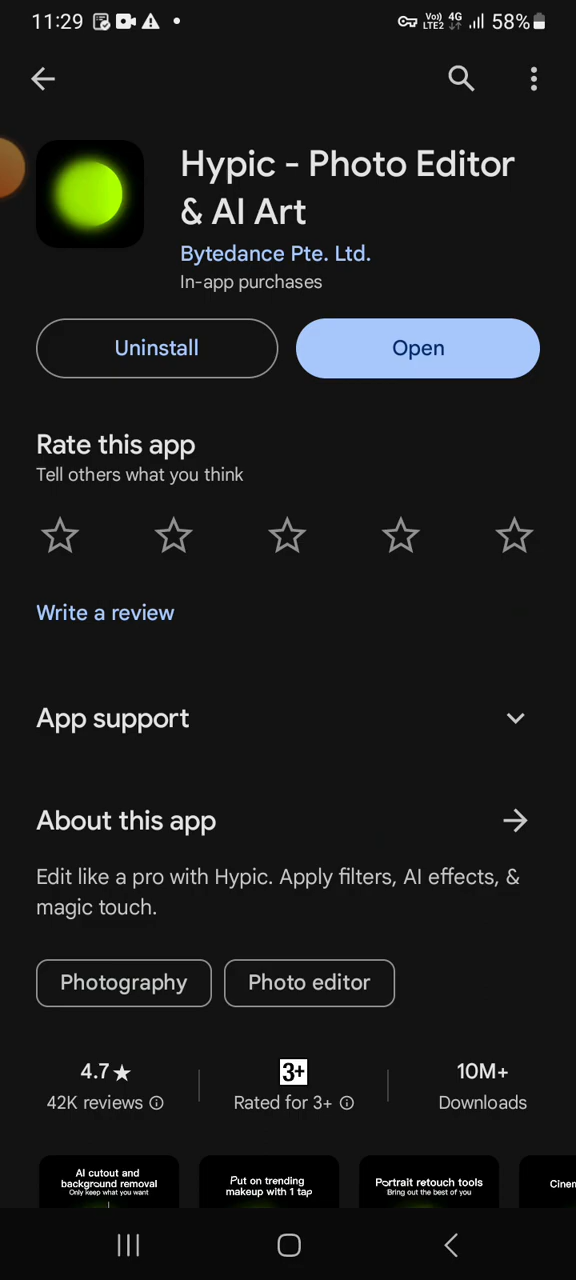 11:29 Vo) 4G LTE2 58%
Hypic - Photo Editor
& AI Art
Bytedance Pte. Ltd.
In-app purchases
Uninstall Open
Rate this app
Tell others what you think
Write a review
App support
About this app
Edit like a pro with Hypic. Apply filters, AI effects, &
magic touch.
Photography Photo editor
4.7★ 3+ 10M+
42K reviews Rated for 3+ Downloads
AI cutout and
background removal
Only keep what you want
Put on trending
makeup with 1 tap
Portrait retouch tools
Bring out the best of you
Cinem